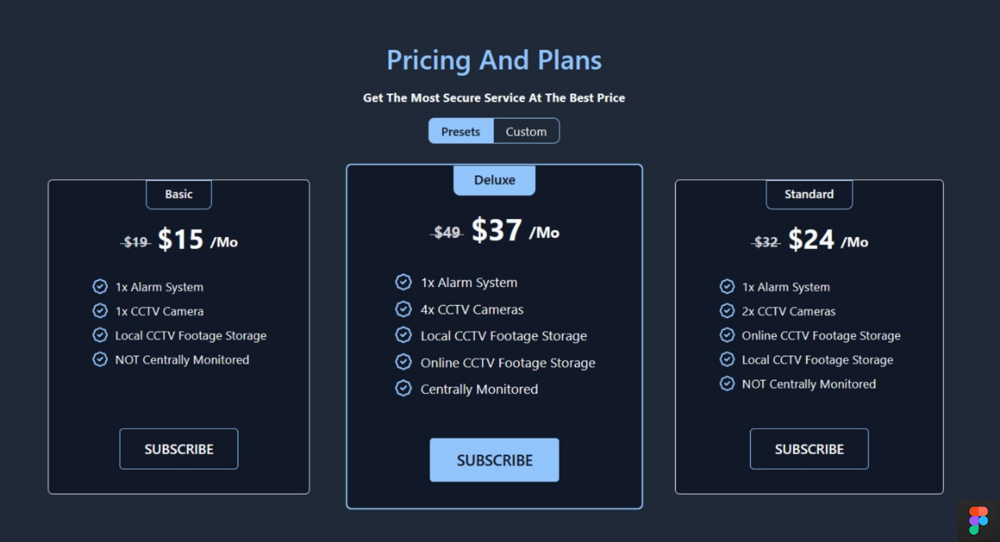 Pricing And Plans
Get The Most Secure Service At The Best Price
Presets
Custom
Basic
$19 $15 /Mo
1x Alarm System
1x CCTV Camera
Local CCTV Footage Storage
NOT Centrally Monitored
SUBSCRIBE
Deluxe
$49 $37 /Mo
1x Alarm System
4x CCTV Cameras
Local CCTV Footage Storage
Online CCTV Footage Storage
Centrally Monitored
SUBSCRIBE
Standard
$32 $24 /Mo
1x Alarm System
2x CCTV Cameras
Online CCTV Footage Storage
Local CCTV Footage Storage
NOT Centrally Monitored
SUBSCRIBE